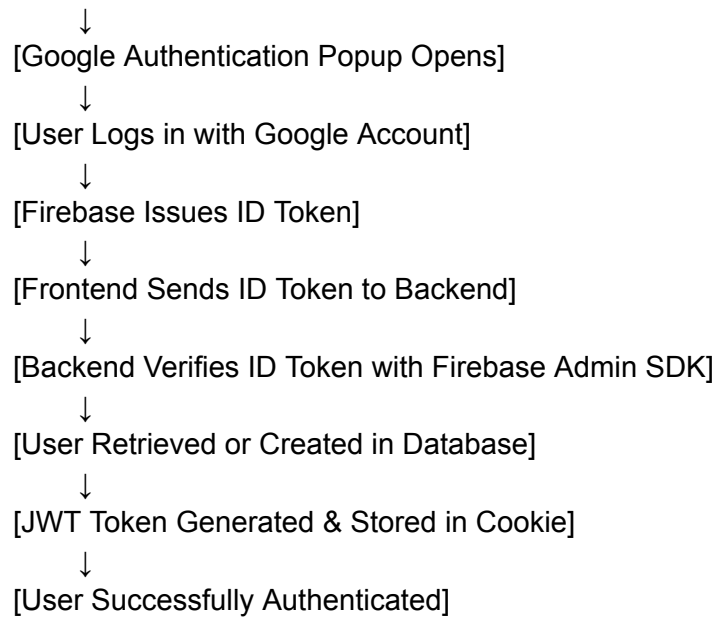 ↓
[Google Authentication Popup Opens]
↓
[User Logs in with Google Account]
↓
[Firebase Issues ID Token]
↓
[Frontend Sends ID Token to Backend]
↓
[Backend Verifies ID Token with Firebase Admin SDK]
↓
[User Retrieved or Created in Database]
↓
[JWT Token Generated & Stored in Cookie]
↓
[User Successfully Authenticated]